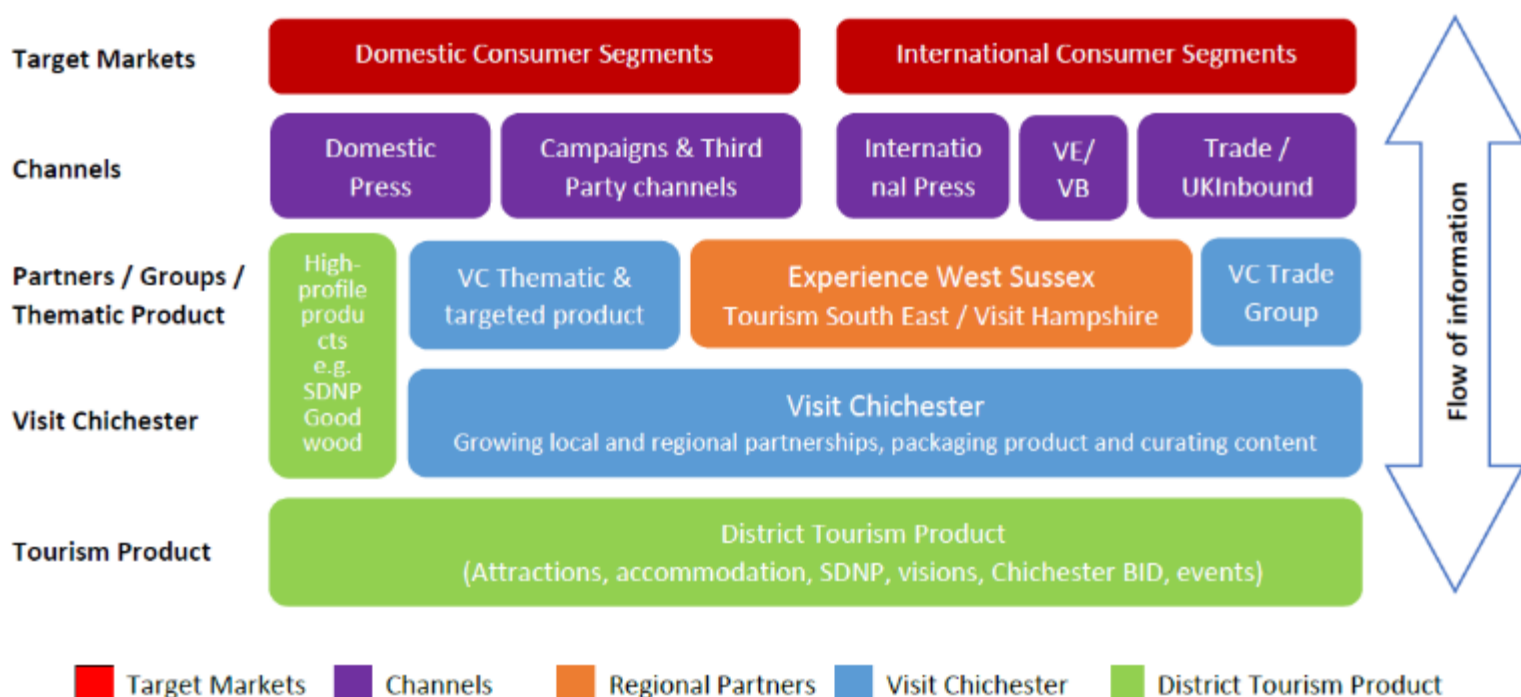 Target Markets
Domestic Consumer Segments
International Consumer Segments
Channels
Domestic
Press
Campaigns & Third
Party channels
Internatio
nal Press
VE/
VB
Trade /
UKInbound
Partners / Groups /
Thematic Product
High-
profile
produ
cts
e.g.
SDNP
Good
wood
VC Thematic &
targeted product
Experience West Sussex
Tourism South East / Visit Hampshire
VC Trade
Group
Visit Chichester
Visit Chichester
Growing local and regional partnerships, packaging product and curating content
Tourism Product
District Tourism Product
(Attractions, accommodation, SDNP, visions, Chichester BID, events)
Flow of information
Target Markets
Channels
Regional Partners
Visit Chichester
District Tourism Product